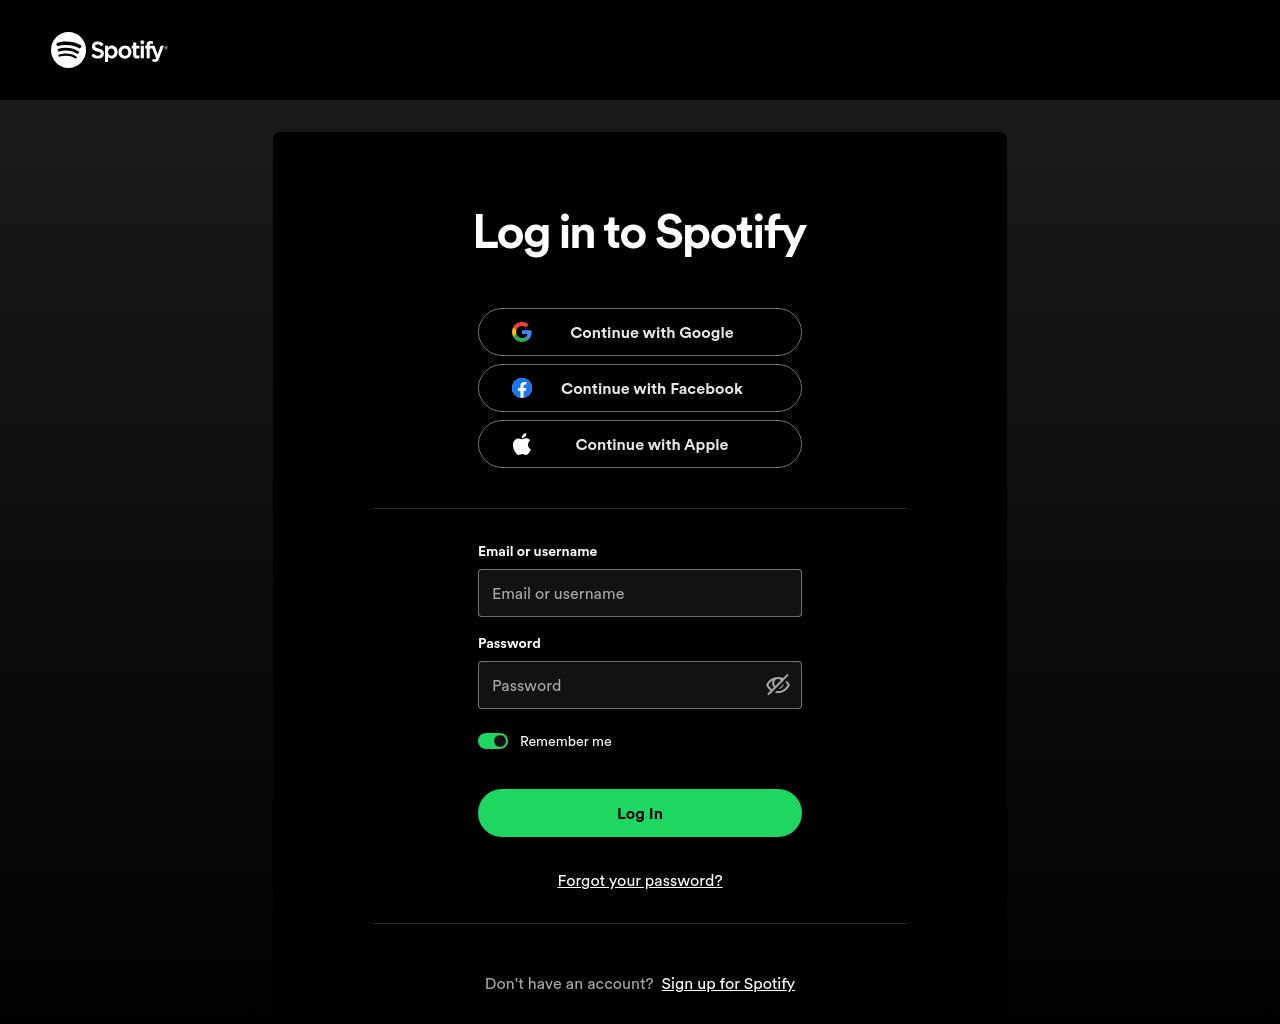 Spotify®
Log in to Spotify
Continue with Google
Continue with Facebook
Continue with Apple
Email or username
Email or username
Password
Password
Remember me
Log In
Forgot your password?
Don't have an account? Sign up for Spotify